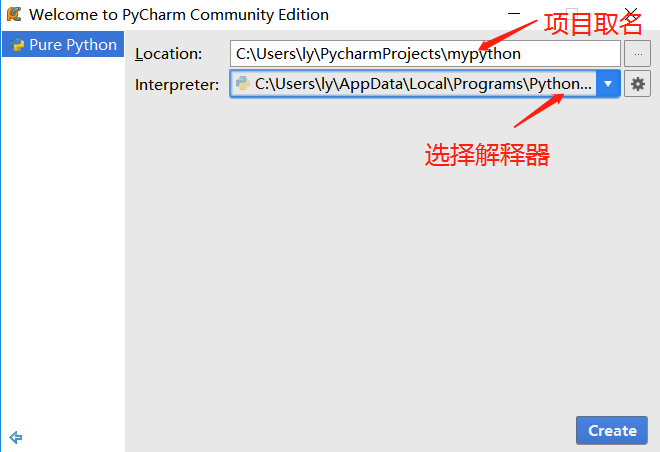 Welcome to PyCharm Community Edition
项目取名
Pure Python
Location: C:\Users\ly\PycharmProjects\mypython ...
Interpreter: C:\Users\ly\AppData\Local\Programs\Python...
选择解释器
Create